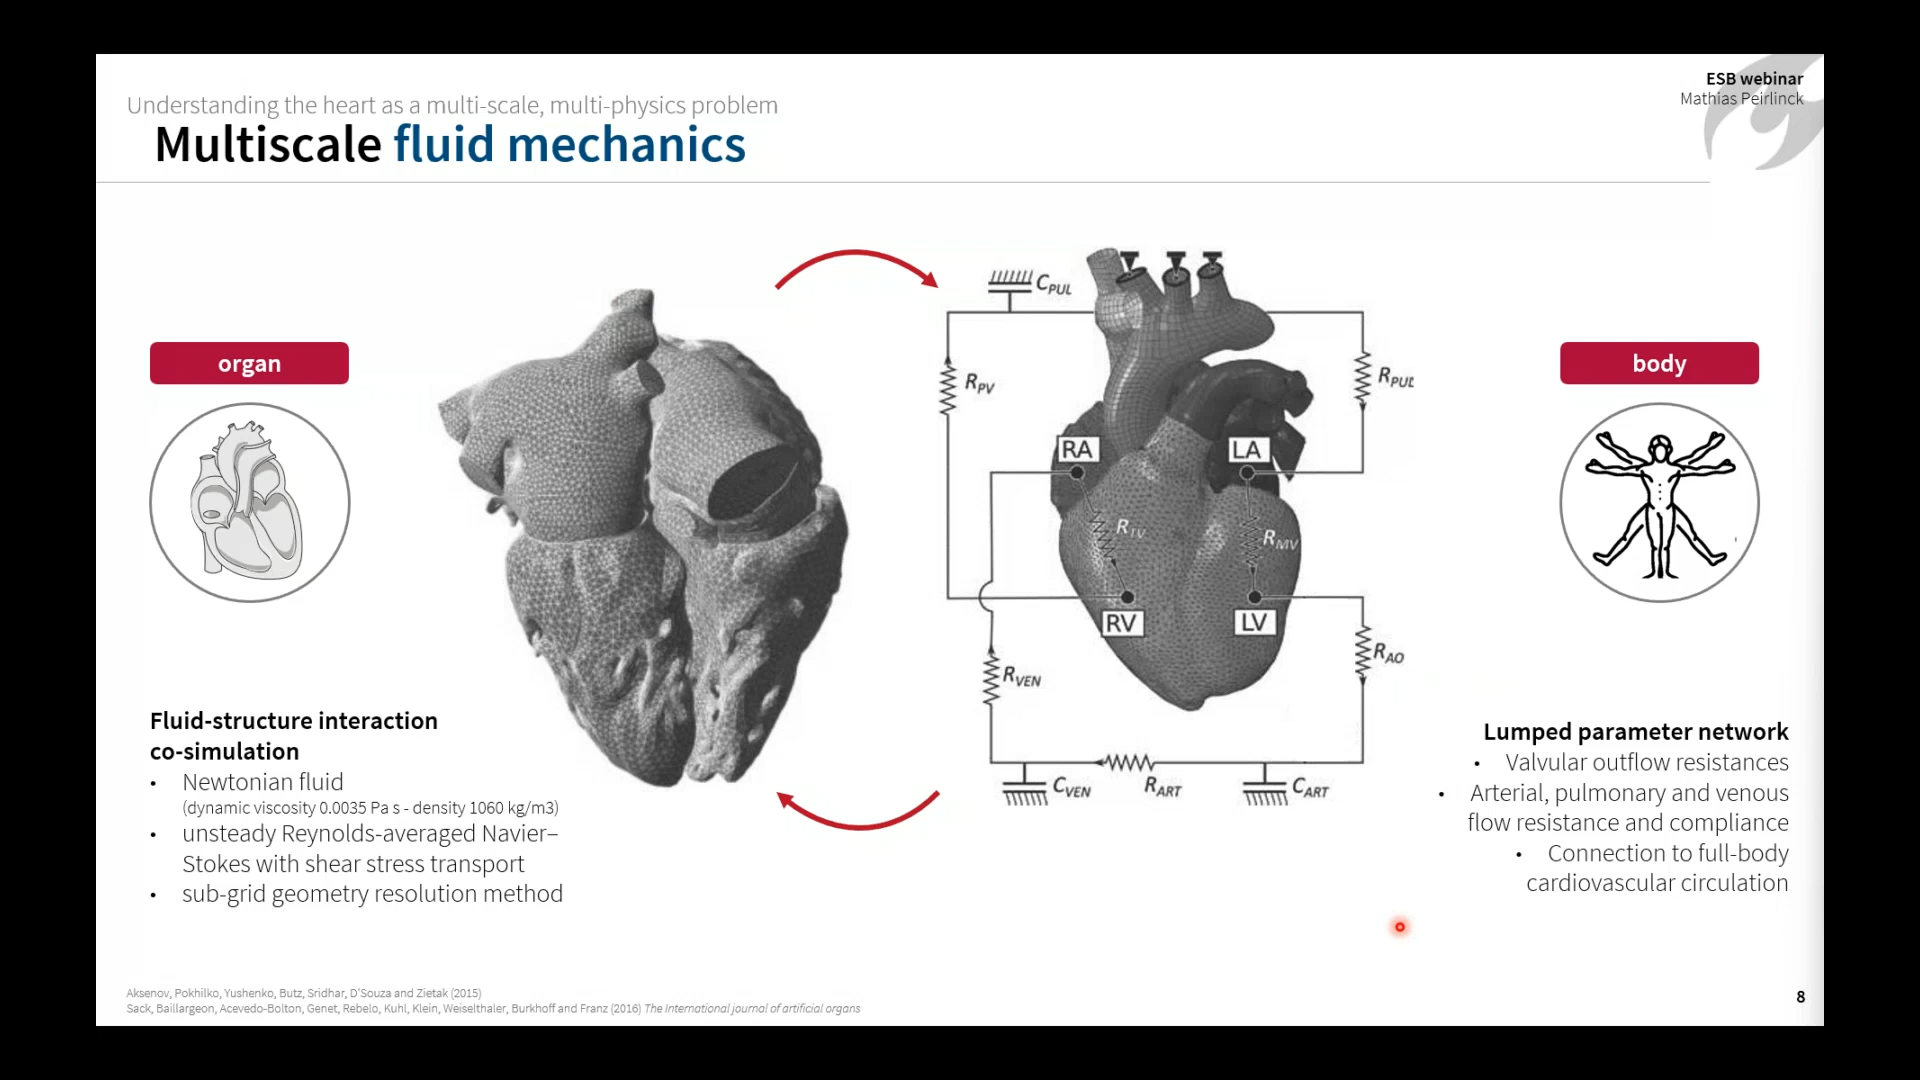 ESB webinar
Mathias Peirlinck
Understanding the heart as a multi-scale, multi-physics problem
Multiscale fluid mechanics
organ
Fluid-structure interaction
co-simulation
• Newtonian fluid
(dynamic viscosity 0.0035 Pa s - density 1060 kg/m3)
• unsteady Reynolds-averaged Navier–
Stokes with shear stress transport
• sub-grid geometry resolution method
C_PUL
R_PV
R_PUL
RA
LA
R_TV
R_MV
RV
LV
R_VEN
R_AO
C_VEN
R_ART
C_ART
body
Lumped parameter network
• Valvular outflow resistances
• Arterial, pulmonary and venous
flow resistance and compliance
• Connection to full-body
cardiovascular circulation
Aksenov, Pokhilko, Yushenko, Butz, Sridhar, D'Souza and Zietak (2015)
Sack, Baillargeon, Acevedo-Bolton, Genet, Rebelo, Kuhl, Klein, Weiselthaler, Burkhoff and Franz (2016) The International journal of artificial organs
8